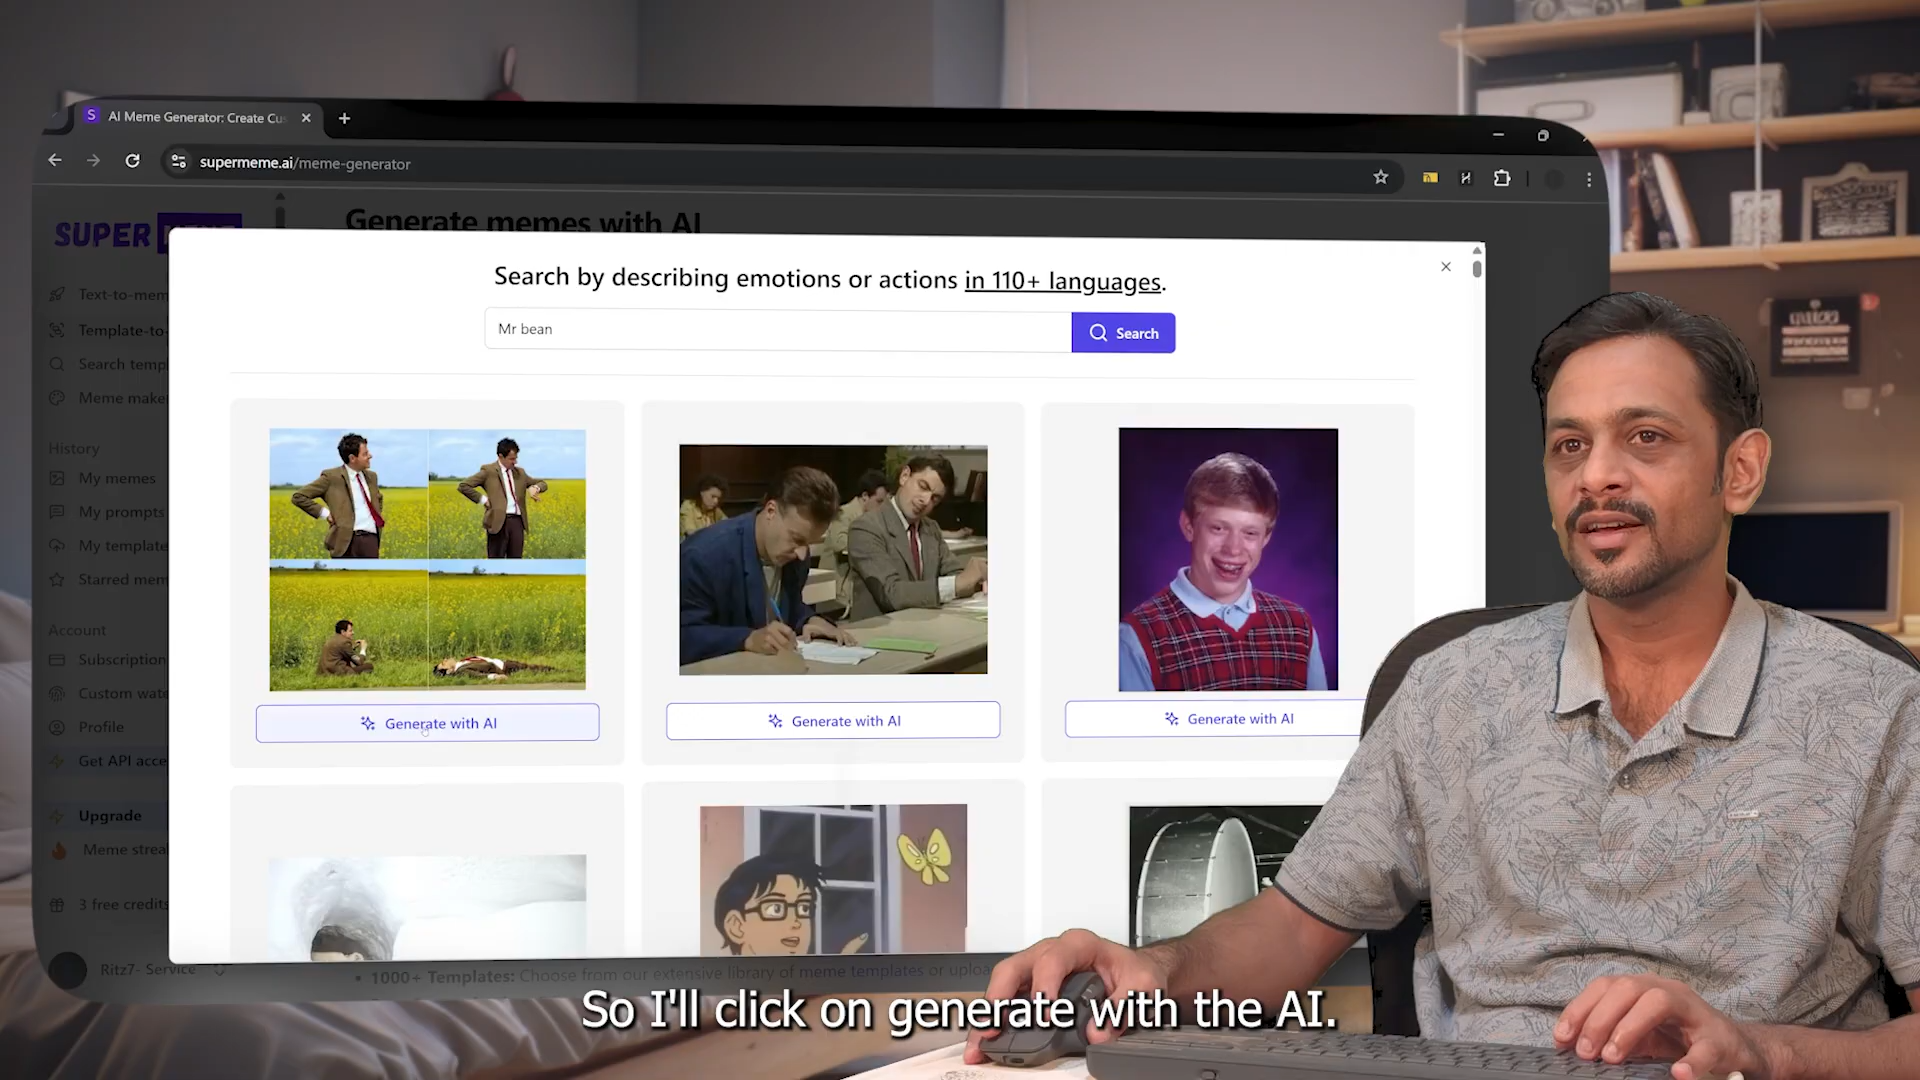 S AI Meme Generator: Create Cus
supermeme.ai/meme-generator
SUPER
Generate memes with AI
Search by describing emotions or actions in 110+ languages.
Mr bean
Search
Text-to-mem
Template-to-
Search temp
Meme make
History
My memes
My prompts
My template
Starred mem
Account
Subscription
Custom wate
Profile
Get API acce
Upgrade
Meme strea
3 free credits
Ritz7- Service
Generate with AI
Generate with AI
Generate with AI
• 1000+ Templates: Choose from our extensive library of meme templates or uploa
So I'll click on generate with the AI.